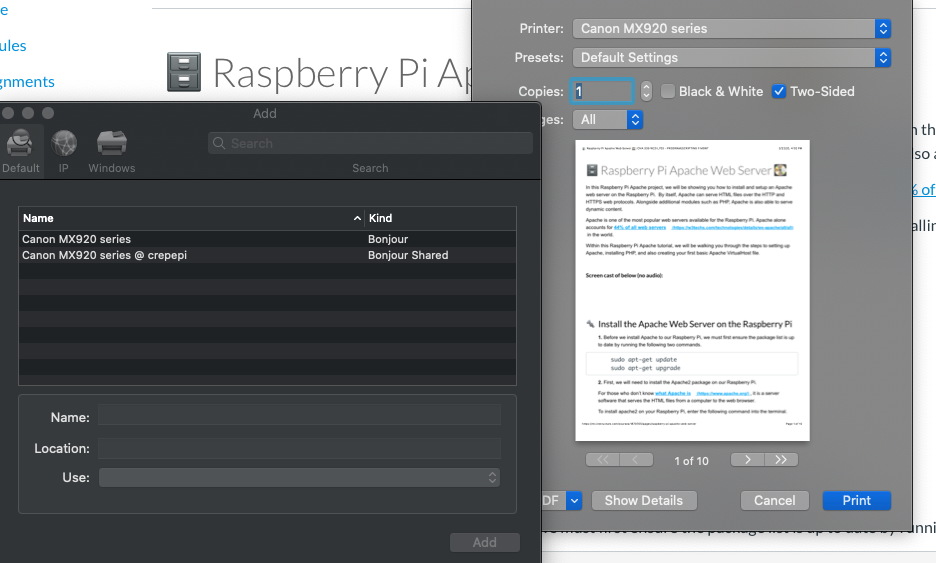 e
ules
gnments
Raspberry Pi Ap
Add
Default
IP
Windows
Search
Search
Name
Kind
Canon MX920 series
Bonjour
Canon MX920 series @ crepepi
Bonjour Shared
Name:
Location:
Use:
Add
Printer:
Canon MX920 series
Presets:
Default Settings
Copies:
1
Black & White
Two-Sided
ges:
All
Raspberry Pi Apache Web Server
In this Raspberry Pi Apache project, we will be showing you how to install and setup an Apache
web server on the Raspberry Pi. By itself, Apache can serve HTML files over the HTTP and
HTTPS web protocols. Alongside additional modules such as PHP, Apache is also able to serve
dynamic content.
Apache is one of the most popular web servers available for the Raspberry Pi. Apache alone
accounts for 44% of all web servers
in the world.
Within this Raspberry Pi Apache tutorial, we will be walking you through the steps to setting up
Apache, installing PHP, and also creating your first basic Apache VirtualHost file
Screen cast of below (no audio):
Install the Apache Web Server on the Raspberry Pi
1. Before we install Apache to our Raspberry Pi, we must first ensure the package list is up
to date by running the following two commands.
sudo apt-get update
sudo apt-get upgrade
2. First, we will need to install the Apache2 package on our Raspberry Pi.
For those who don't know what Apache is (https://www.apache.org/) , it is a server
software that serves the HTML files from a computer to the web browser.
To install apache2 on your Raspberry Pi, enter the following command into the terminal.
1 of 10
DF
Show Details
Cancel
Print
n th
so a
% of
allin